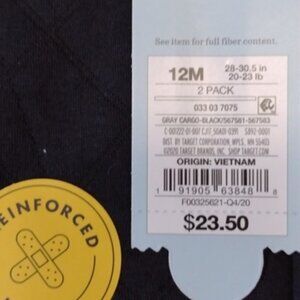 See item for full fiber content.
12M
28-30.5 in
20-23 lb
2 PACK
033 03 7075
GRAY CARGO-BLACK/567581-567583
DIST. BY TARGET CORPORATION, MPLS., MN 55403
©2020 TARGET BRANDS, INC. SHOP TARGET.COM
ORIGIN: VIETNAM
1 91905 63848 8
F00325621-Q4/20
$23.50
REINFORCED